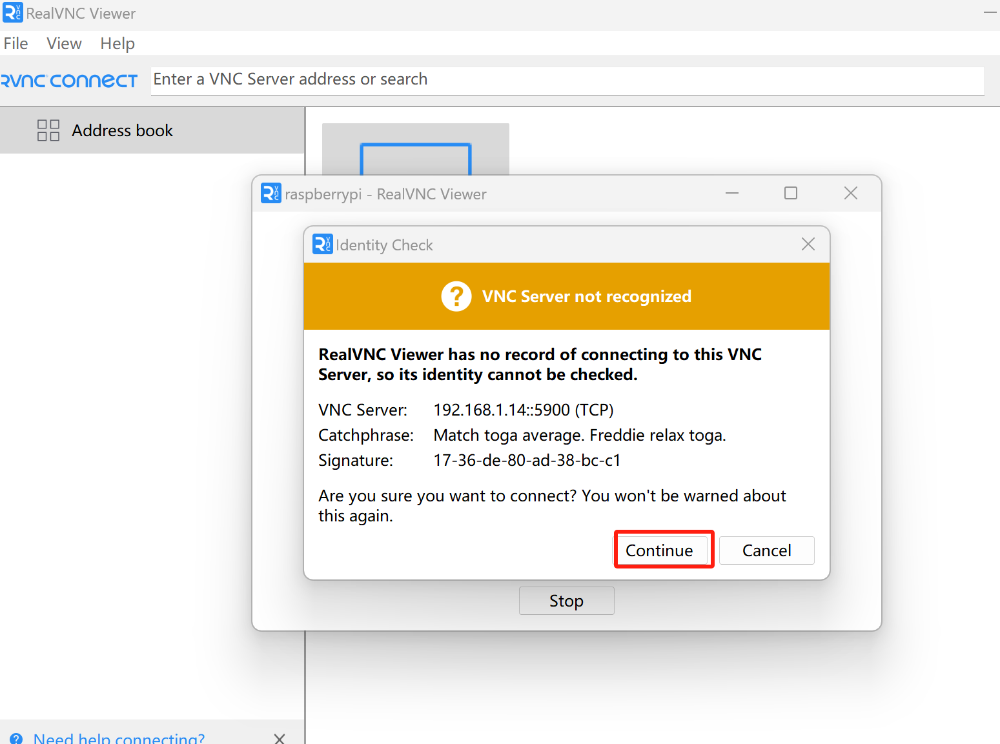 RealVNC Viewer
File View Help
RVNC CONNECT
Enter a VNC Server address or search
Address book
raspberrypi - RealVNC Viewer
Identity Check
? VNC Server not recognized
RealVNC Viewer has no record of connecting to this VNC
Server, so its identity cannot be checked.
VNC Server: 192.168.1.14::5900 (TCP)
Catchphrase: Match toga average. Freddie relax toga.
Signature: 17-36-de-80-ad-38-bc-c1
Are you sure you want to connect? You won't be warned about
this again.
Continue Cancel
Stop
? Need help connecting?